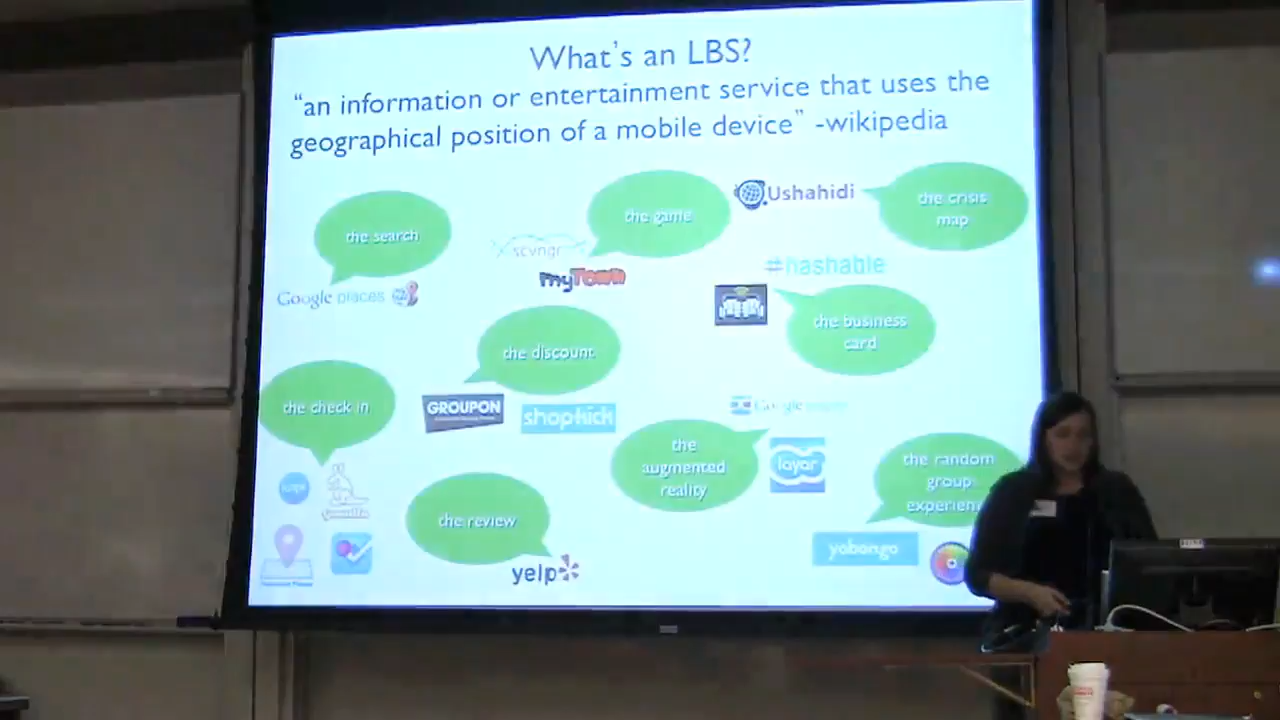 What's an LBS?
“an information or entertainment service that uses the
geographical position of a mobile device” -wikipedia
the search
Google places
the game
scvngr
myTown
Ushahidi
the crisis
map
#hashable
the business
card
the discount
GROUPON
shopkick
the check in
the review
yelp
Google
the
augmented
reality
layar
the random
group
experien
yobongo